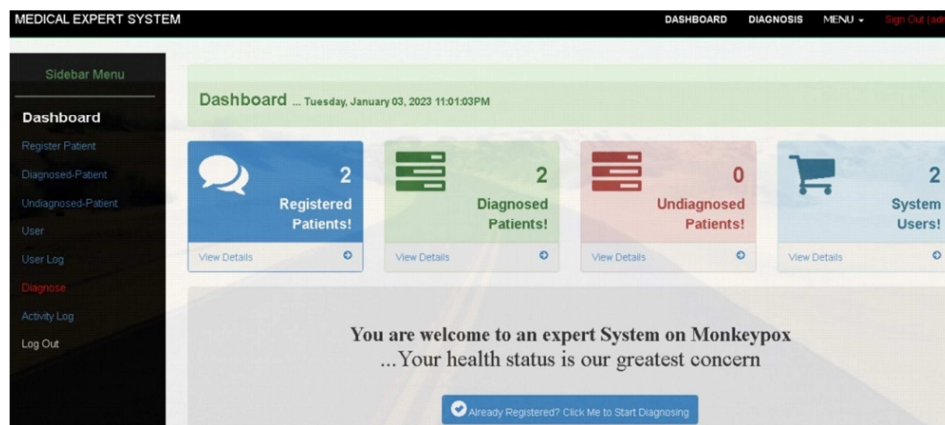 MEDICAL EXPERT SYSTEM
DASHBOARD DIAGNOSIS MENU Sign Out
Sidebar Menu
Dashboard
Register Patient
Diagnosed-Patient
Undiagnosed-Patient
User
User Log
Diagnose
Activity Log
Log Out
Dashboard ... Tuesday, January 03, 2023 11:01:03PM
2
Registered
Patients!
View Details
2
Diagnosed
Patients!
View Details
0
Undiagnosed
Patients!
View Details
2
System
Users!
View Details
You are welcome to an expert System on Monkeypox
...Your health status is our greatest concern
Already Registered? Click Me to Start Diagnosing